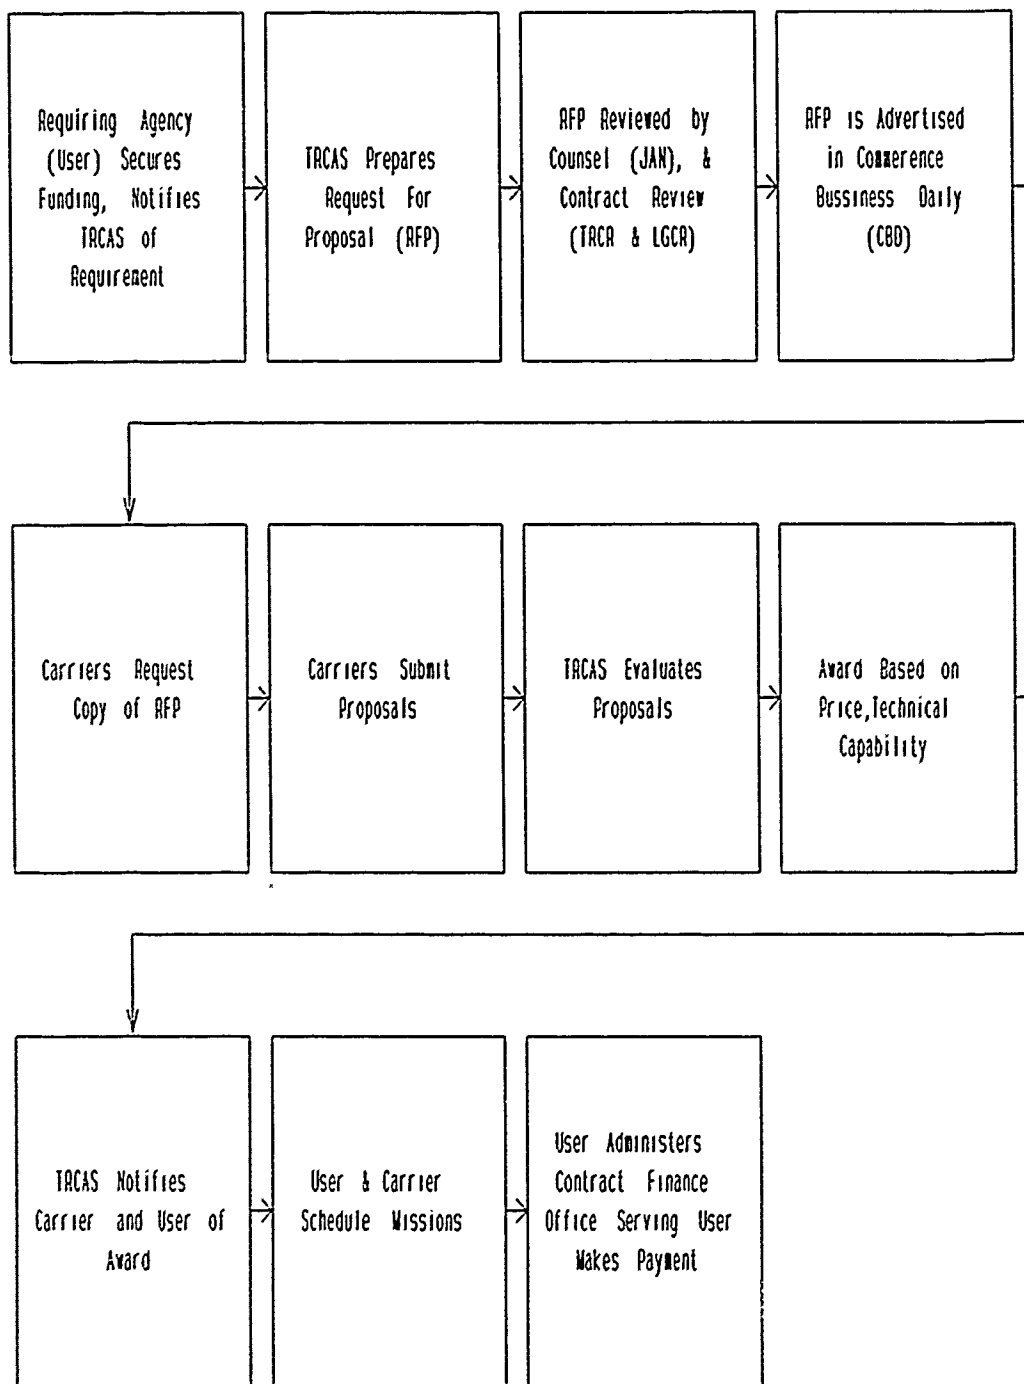 Requiring Agency
(User) Secures
Funding, Notifies
TRCAS of
Requirement
TRCAS Prepares
Request For
Proposal (RFP)
RFP Reviewed by
Counsel (JAN), &
Contract Review
(TRCR & LGCR)
RFP is Advertised
in Commerence
Bussiness Daily
(CBD)
Carriers Request
Copy of RFP
Carriers Submit
Proposals
TRCAS Evaluates
Proposals
Award Based on
Price,Technical
Capability
TRCAS Notifies
Carrier and User of
Award
User & Carrier
Schedule Missions
User Administers
Contract Finance
Office Serving User
Makes Payment